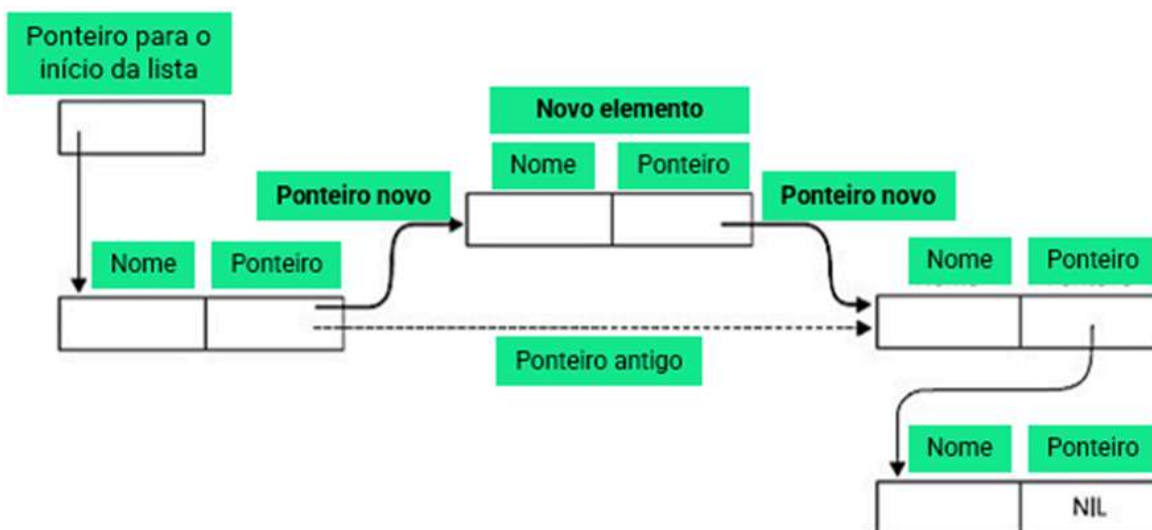 Ponteiro para o
início da lista
Novo elemento
Nome Ponteiro
Ponteiro novo
Ponteiro novo
Nome Ponteiro
Nome Ponteiro
Ponteiro antigo
Nome Ponteiro
NIL